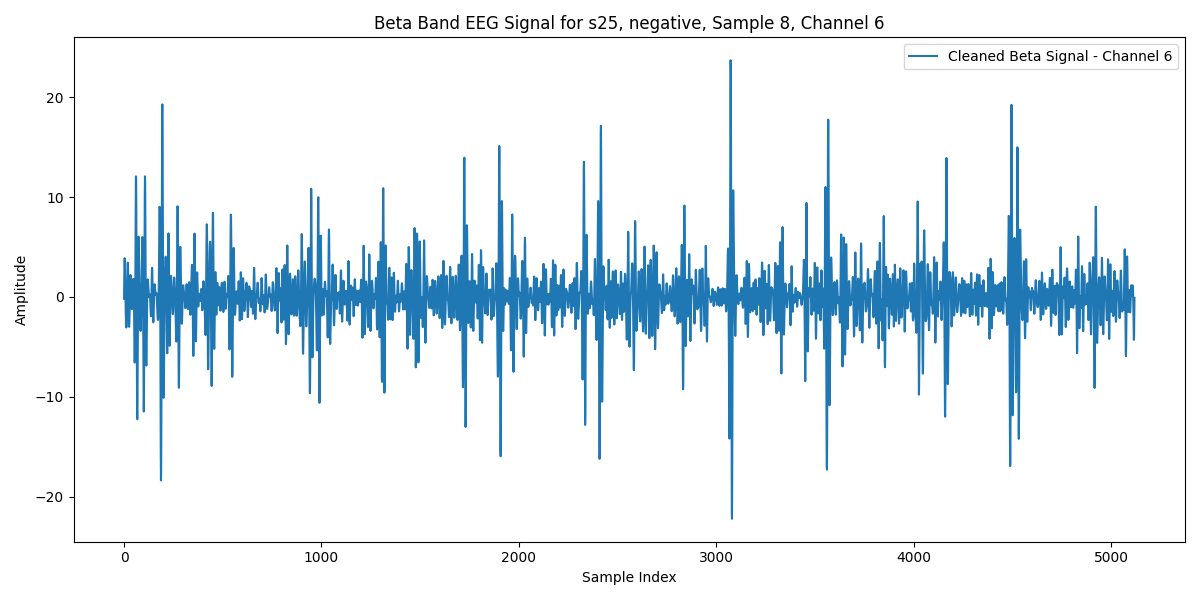 Beta Band EEG Signal for s25, negative, Sample 8, Channel 6
Cleaned Beta Signal - Channel 6
Amplitude
20
10
0
−10
−20
0
1000
2000
3000
4000
5000
Sample Index